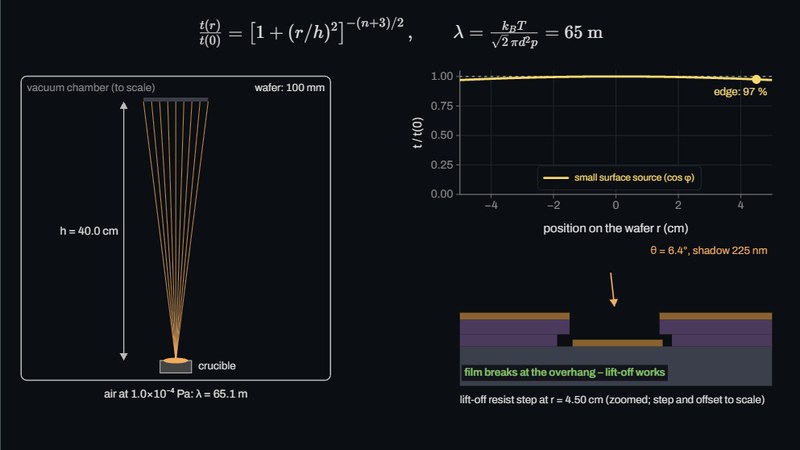 t(r)/t(0) = [1 + (r/h)²]^−(n+3)/2 , λ = k_B T / √2 πd²p = 65 m
vacuum chamber (to scale)
wafer: 100 mm
h = 40.0 cm
crucible
air at 1.0×10⁻⁴ Pa: λ = 65.1 m
1.00
0.75
0.50
0.25
0.00
t / t(0)
edge: 97 %
small surface source (cos φ)
−4 −2 0 2 4
position on the wafer r (cm)
θ = 6.4°, shadow 225 nm
film breaks at the overhang – lift-off works
lift-off resist step at r = 4.50 cm (zoomed; step and offset to scale)